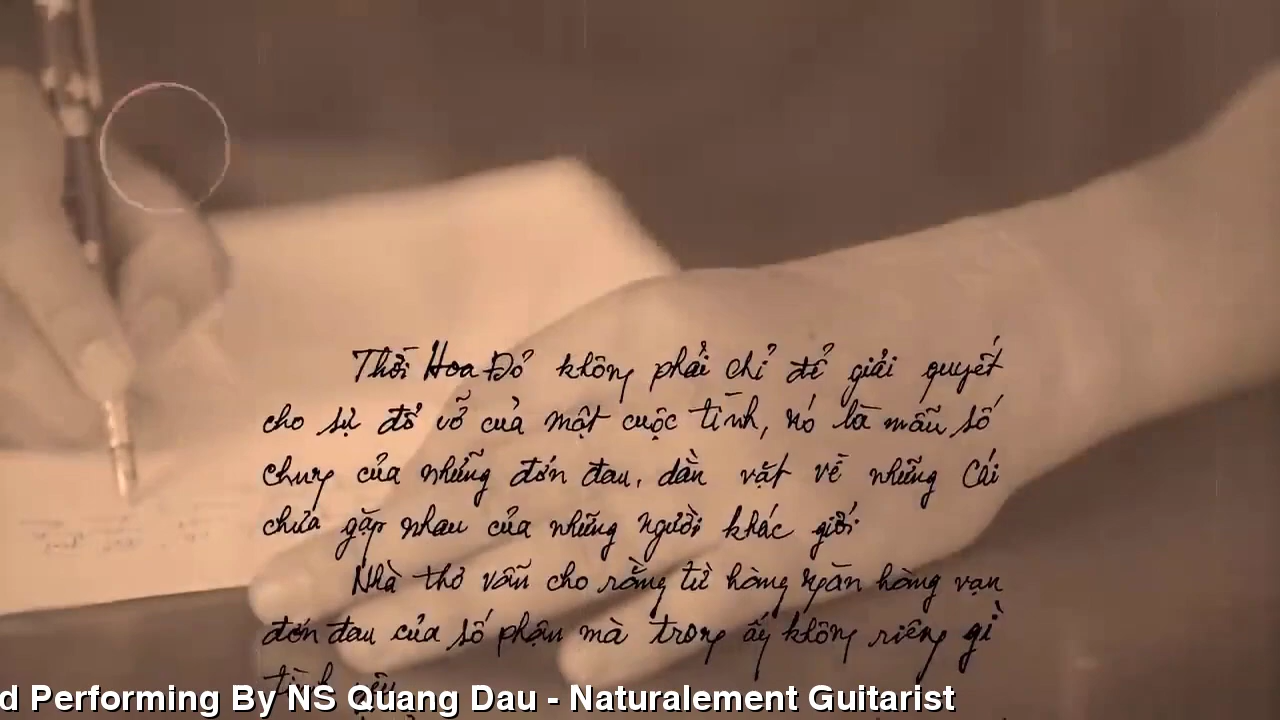 Thời Hoa Đỏ không phải chỉ để giải quyết
cho sự đổ vỡ của một cuộc tình, nó là mẫu số
chung của những đớn đau, dằn vặt về những Cái
chưa gặp nhau của những người khác giới.
Nhà thơ vẫn cho rằng từ hàng ngàn hàng vạn
đớn đau của số phận mà trong ấy không riêng gì
d Performing By NS Quang Dau - Naturalement Guitarist